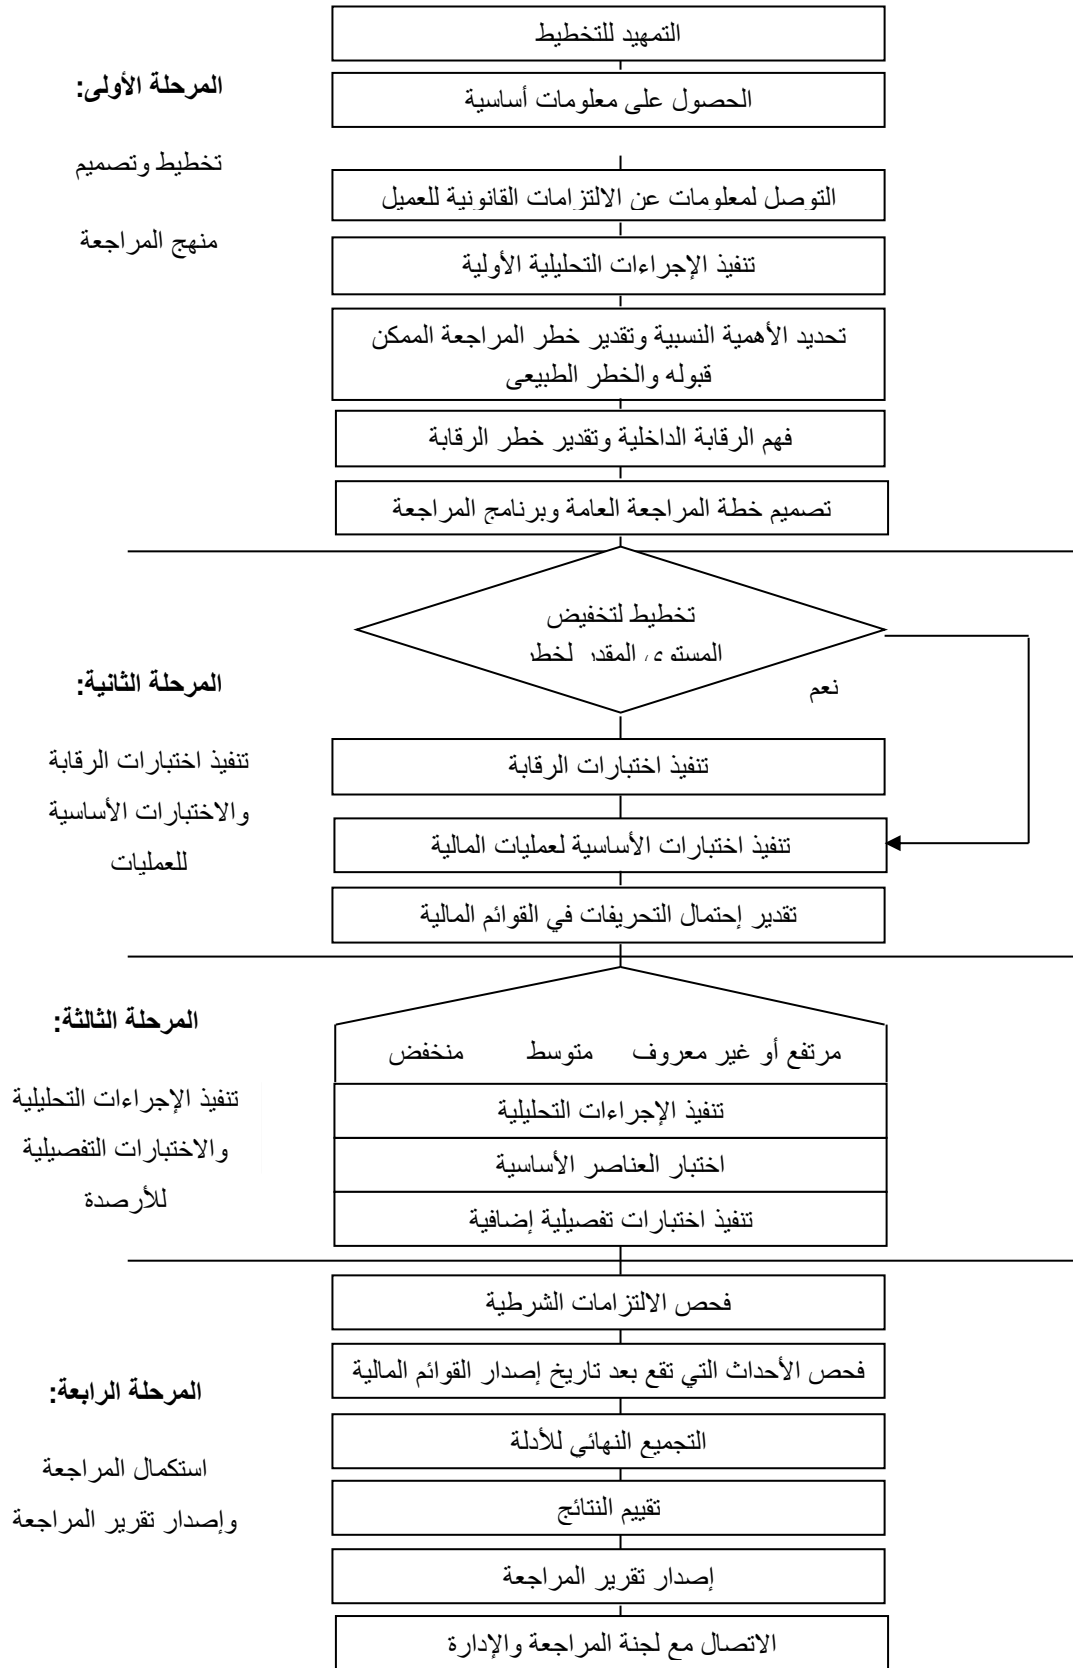 التمهيد للتخطيط
المرحلة الأولى:
الحصول على معلومات أساسية
تخطيط وتصميم
منهج المراجعة
التوصل لمعلومات عن الالتزامات القانونية للعميل
تنفيذ الإجراءات التحليلية الأولية
تحديد الأهمية النسبية وتقدير خطر المراجعة الممكن
قبوله والخطر الطبيعى
فهم الرقابة الداخلية وتقدير خطر الرقابة
تصميم خطة المراجعة العامة وبرنامج المراجعة
تخطيط لتخفيض
المستوى المقدر لخطر
نعم
المرحلة الثانية:
تنفيذ اختبارات الرقابة
والاختبارات الأساسية
للعمليات
تنفيذ اختبارات الرقابة
تنفيذ اختبارات الأساسية لعمليات المالية
تقدير إحتمال التحريفات في القوائم المالية
المرحلة الثالثة:
تنفيذ الإجراءات التحليلية
والاختبارات التفصيلية
للأرصدة
مرتفع أو غير معروف متوسط منخفض
تنفيذ الإجراءات التحليلية
اختبار العناصر الأساسية
تنفيذ اختبارات تفصيلية إضافية
فحص الالتزامات الشرطية
فحص الأحداث التي تقع بعد تاريخ إصدار القوائم المالية
المرحلة الرابعة:
استكمال المراجعة
وإصدار تقرير المراجعة
التجميع النهائي للأدلة
تقييم النتائج
إصدار تقرير المراجعة
الاتصال مع لجنة المراجعة والإدارة